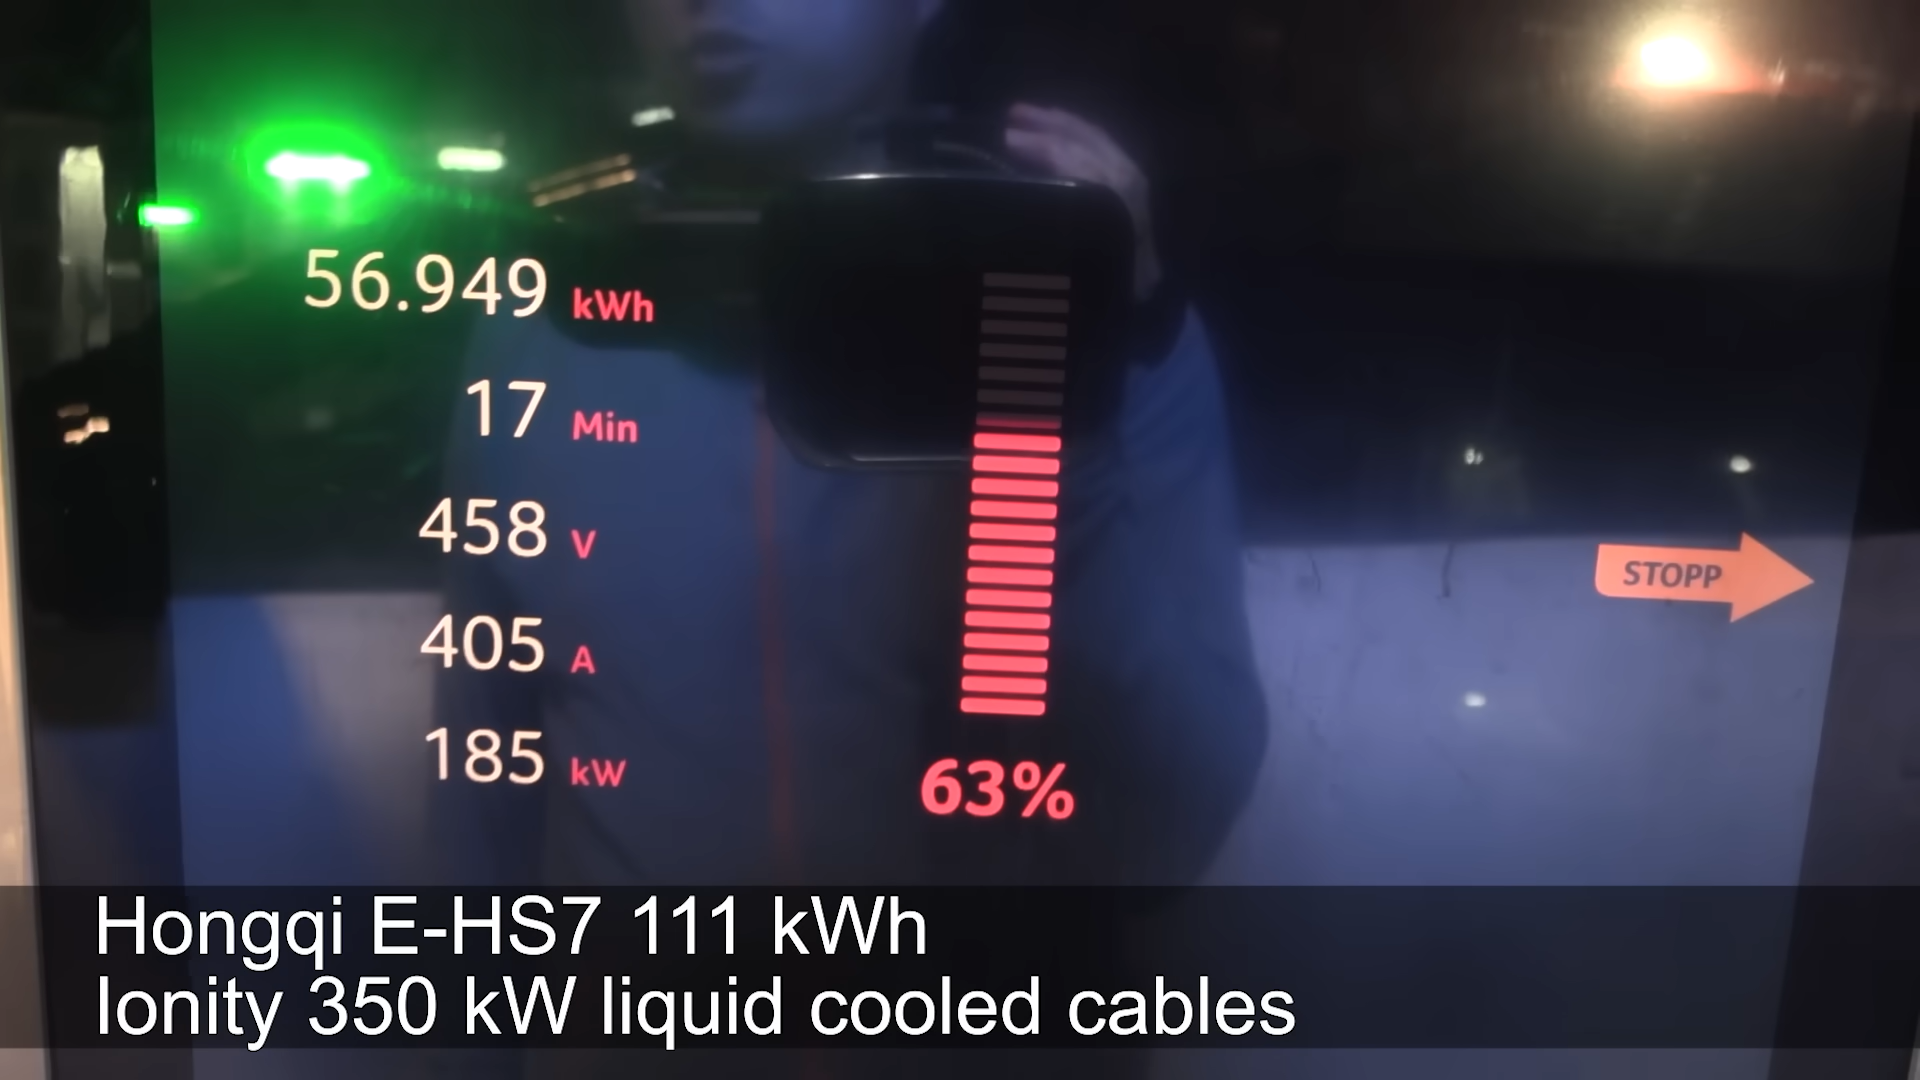 56.949 kWh
17 Min
458 V
405 A
185 kW
63%
STOPP
Hongqi E-HS7 111 kWh
Ionity 350 kW liquid cooled cables